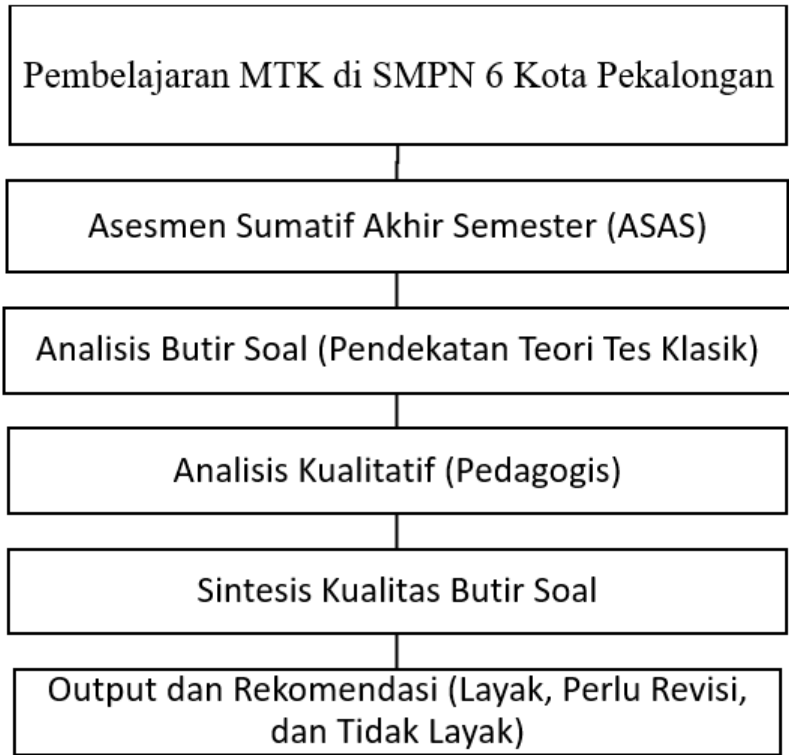 Pembelajaran MTK di SMPN 6 Kota Pekalongan
Asesmen Sumatif Akhir Semester (ASAS)
Analisis Butir Soal (Pendekatan Teori Tes Klasik)
Analisis Kualitatif (Pedagogis)
Sintesis Kualitas Butir Soal
Output dan Rekomendasi (Layak, Perlu Revisi,
dan Tidak Layak)